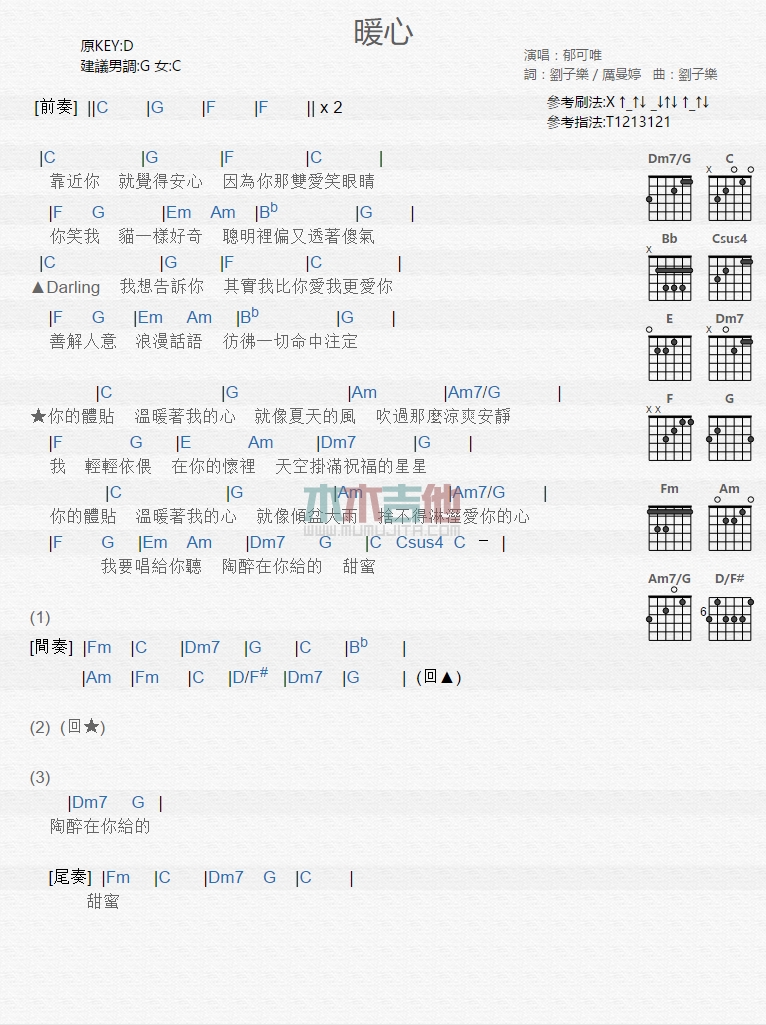 暖心
原KEY:D
建議男調:G 女:C
演唱：郁可唯
詞：劉子樂 / 厲曼婷 曲：劉子樂
[前奏] ||C |G |F |F || x 2
參考刷法:X ↑_↑↓ _↓↑↓ ↑_↑↓
參考指法:T1213121
|C |G |F |C |
靠近你 就覺得安心 因為你那雙愛笑眼睛
|F G |Em Am |Bb |G |
你笑我 貓一樣好奇 聰明裡偏又透著傻氣
|C |G |F |C |
▲Darling 我想告訴你 其實我比你愛我更愛你
|F G |Em Am |Bb |G |
善解人意 浪漫話語 彷彿一切命中注定
|C |G |Am |Am7/G |
★你的體貼 溫暖著我的心 就像夏天的風 吹過那麼涼爽安靜
|F G |E Am |Dm7 |G |
我 輕輕依偎 在你的懷裡 天空掛滿祝福的星星
|C |G |Am |Am7/G |
你的體貼 溫暖著我的心 就像傾盆大雨 捨不得淋溼愛你的心
|F G |Em Am |Dm7 G |C Csus4 C – |
我要唱給你聽 陶醉在你給的 甜蜜
(1)
[間奏] |Fm |C |Dm7 |G |C |Bb |
|Am |Fm |C |D/F# |Dm7 |G | (回▲)
(2) (回★)
(3)
|Dm7 G |
陶醉在你給的
[尾奏] |Fm |C |Dm7 G |C |
甜蜜
Dm7/G C
X
Bb Csus4
X
E Dm7
X
F G
X X
Fm Am
X
Am7/G D/F#
6
木木吉他
WWW.MUMUJITA.COM